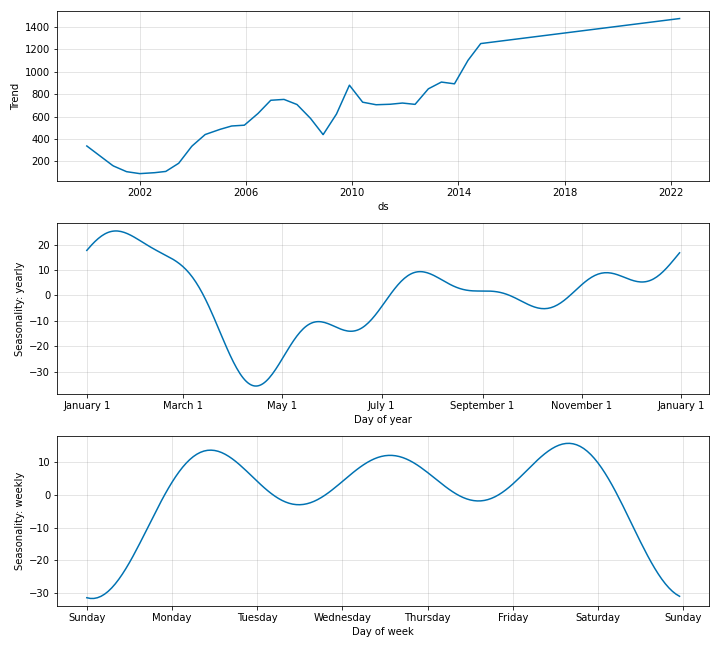 1400
1200
1000
800
600
400
200
Trend
2002 2006 2010 2014 2018 2022
ds
20
10
0
−10
−20
−30
Seasonality: yearly
January 1 March 1 May 1 July 1 September 1 November 1 January 1
Day of year
10
0
−10
−20
−30
Seasonality: weekly
Sunday Monday Tuesday Wednesday Thursday Friday Saturday Sunday
Day of week